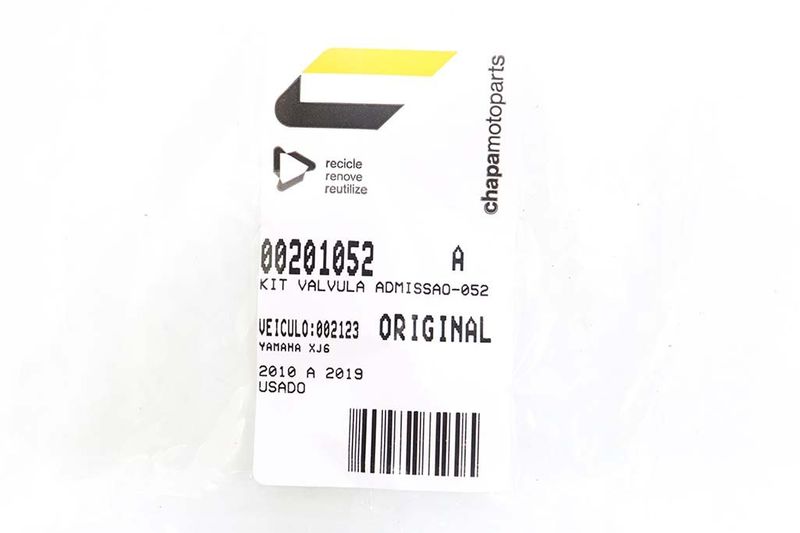 chapamotoparts
recicle
renove
reutilize
00201052 A
KIT VALVULA ADMISSAO-052
VEICULO:002123 ORIGINAL
YAMAHA XJ6
2010 A 2019
USADO